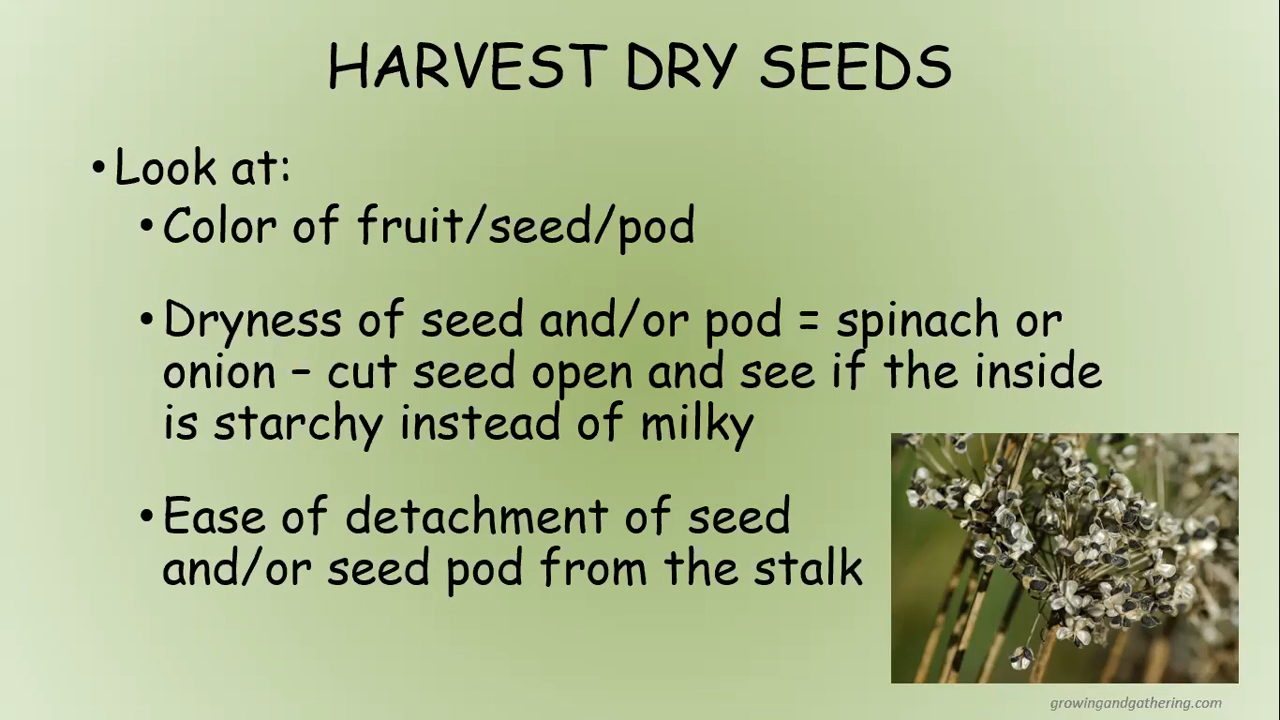 HARVEST DRY SEEDS
•Look at:
•Color of fruit/seed/pod
•Dryness of seed and/or pod = spinach or
onion – cut seed open and see if the inside
is starchy instead of milky
•Ease of detachment of seed
and/or seed pod from the stalk
growingandgathering.com